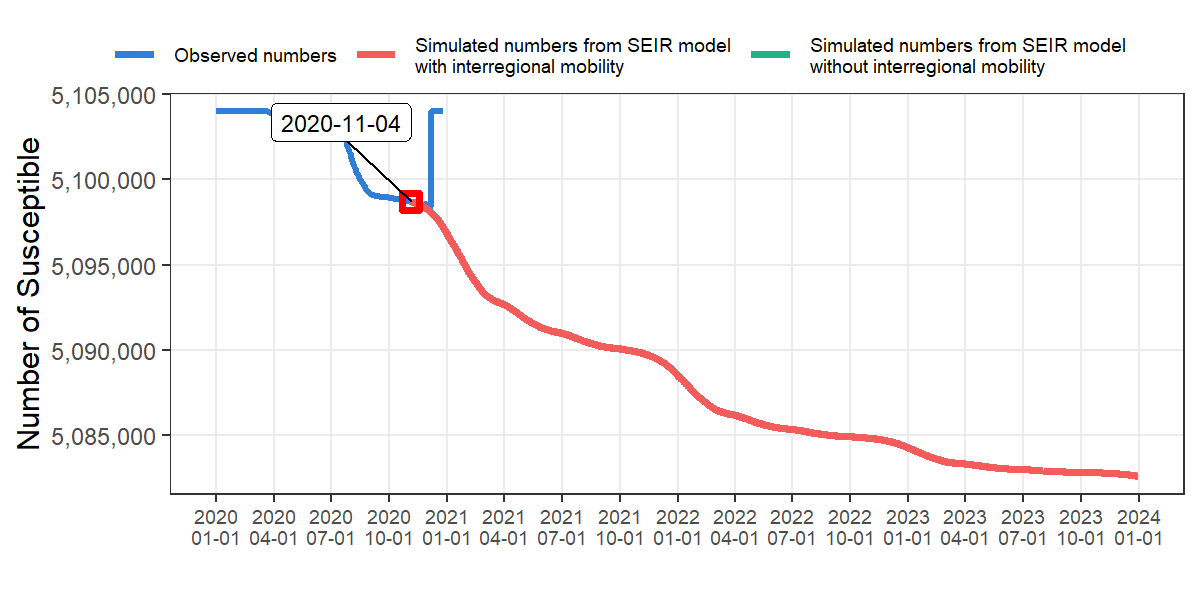 Observed numbers
Simulated numbers from SEIR model
with interregional mobility
Simulated numbers from SEIR model
without interregional mobility
Number of Susceptible
5,105,000
5,100,000
5,095,000
5,090,000
5,085,000
2020-11-04
2020 2020 2020 2020 2021 2021 2021 2021 2022 2022 2022 2022 2023 2023 2023 2023 2024
01-01 04-01 07-01 10-01 01-01 04-01 07-01 10-01 01-01 04-01 07-01 10-01 01-01 04-01 07-01 10-01 01-01